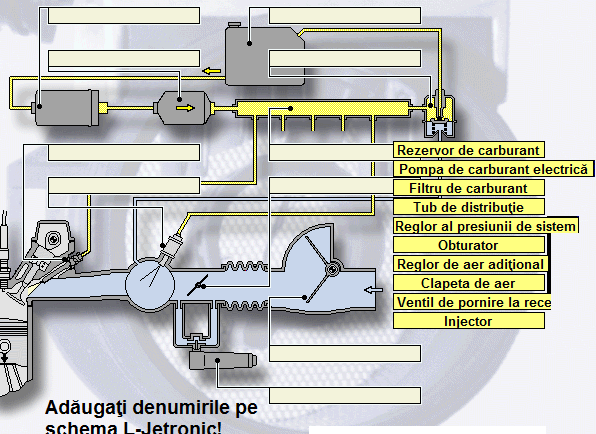 Rezervor de carburant
Pompa de carburant electrică
Filtru de carburant
Tub de distribuţie
Reglor al presiunii de sistem
Obturator
Reglor de aer adiţional
Clapeta de aer
Ventil de pornire la rece
Injector
Adăugaţi denumirile pe
schema L-Jetronic!